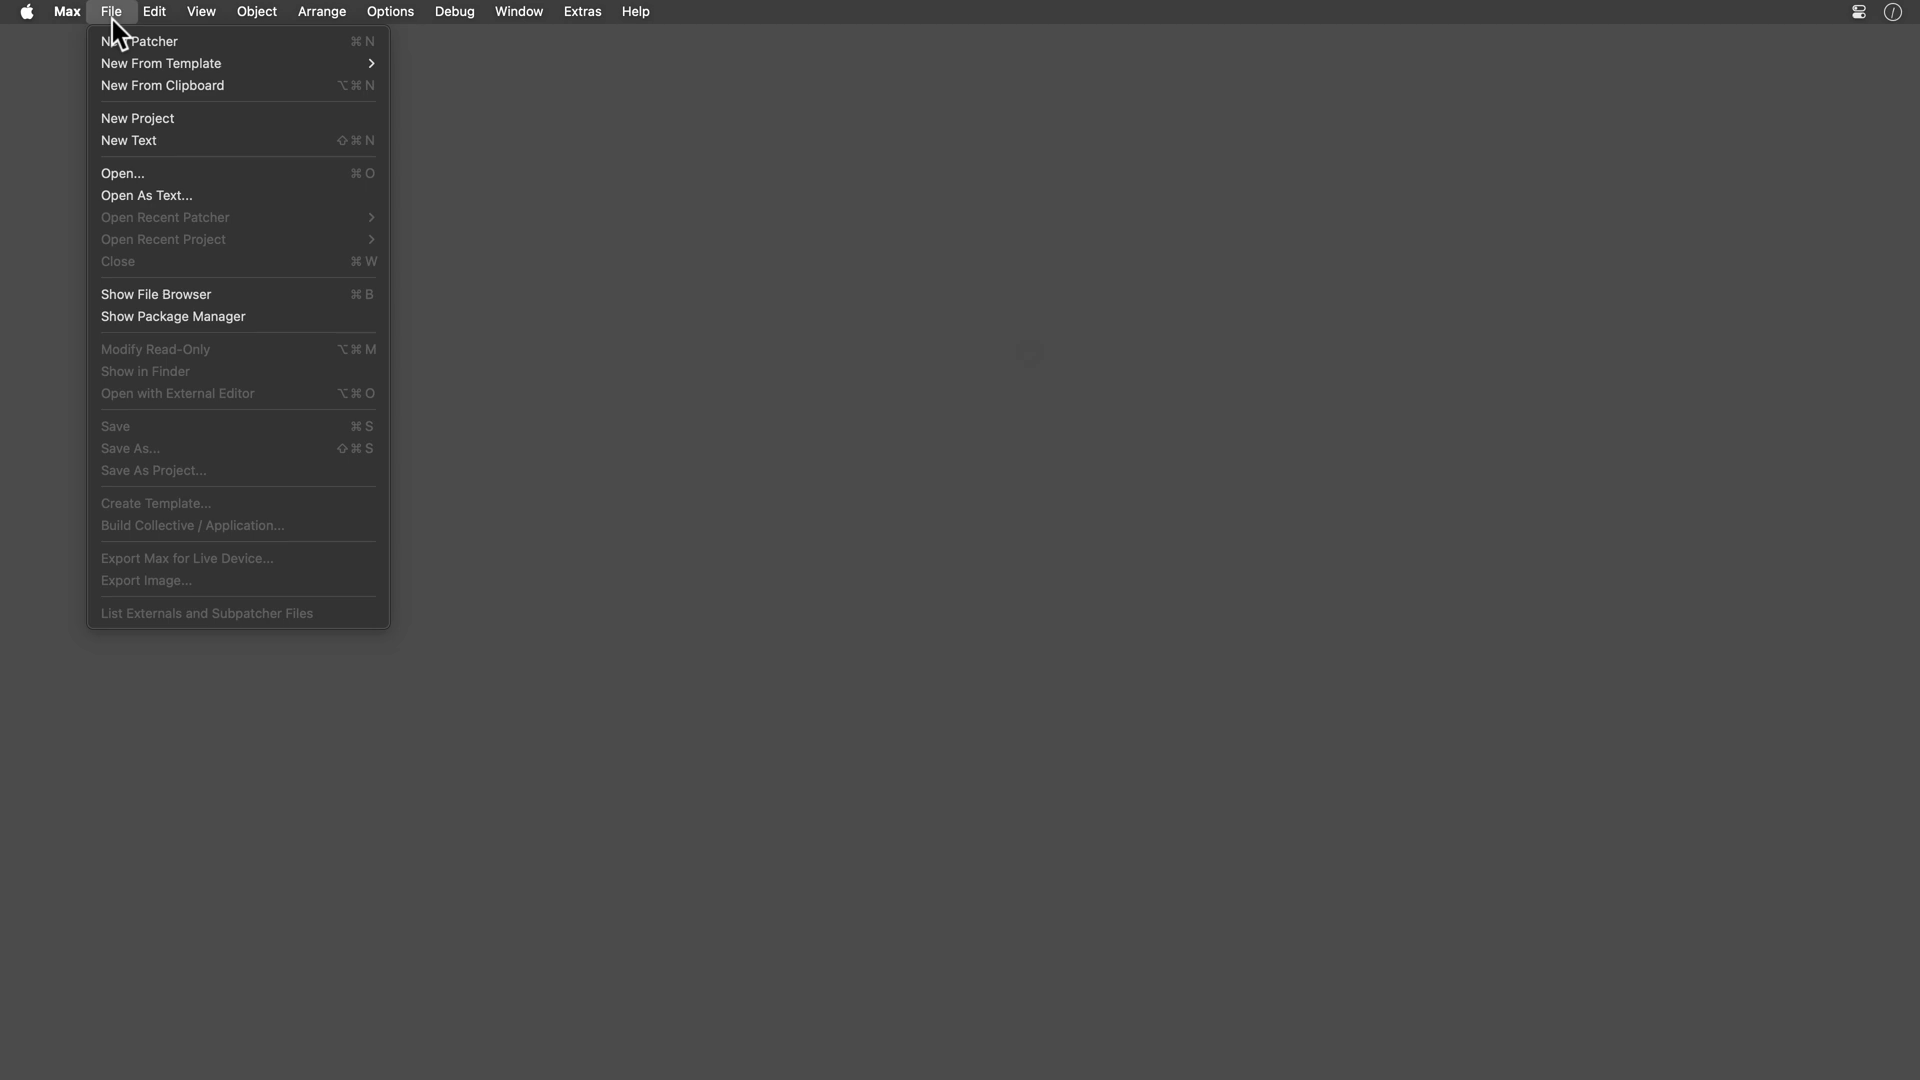 Max File Edit View Object Arrange Options Debug Window Extras Help
Patcher ⌘ N
New From Template
New From Clipboard ⌥ ⌘ N
New Project
New Text ⇧ ⌘ N
Open... ⌘ O
Open As Text...
Open Recent Patcher
Open Recent Project
Close ⌘ W
Show File Browser ⌘ B
Show Package Manager
Modify Read-Only ⌥ ⌘ M
Show in Finder
Open with External Editor ⌥ ⌘ O
Save ⌘ S
Save As... ⇧ ⌘ S
Save As Project...
Create Template...
Build Collective / Application...
Export Max for Live Device...
Export Image...
List Externals and Subpatcher Files